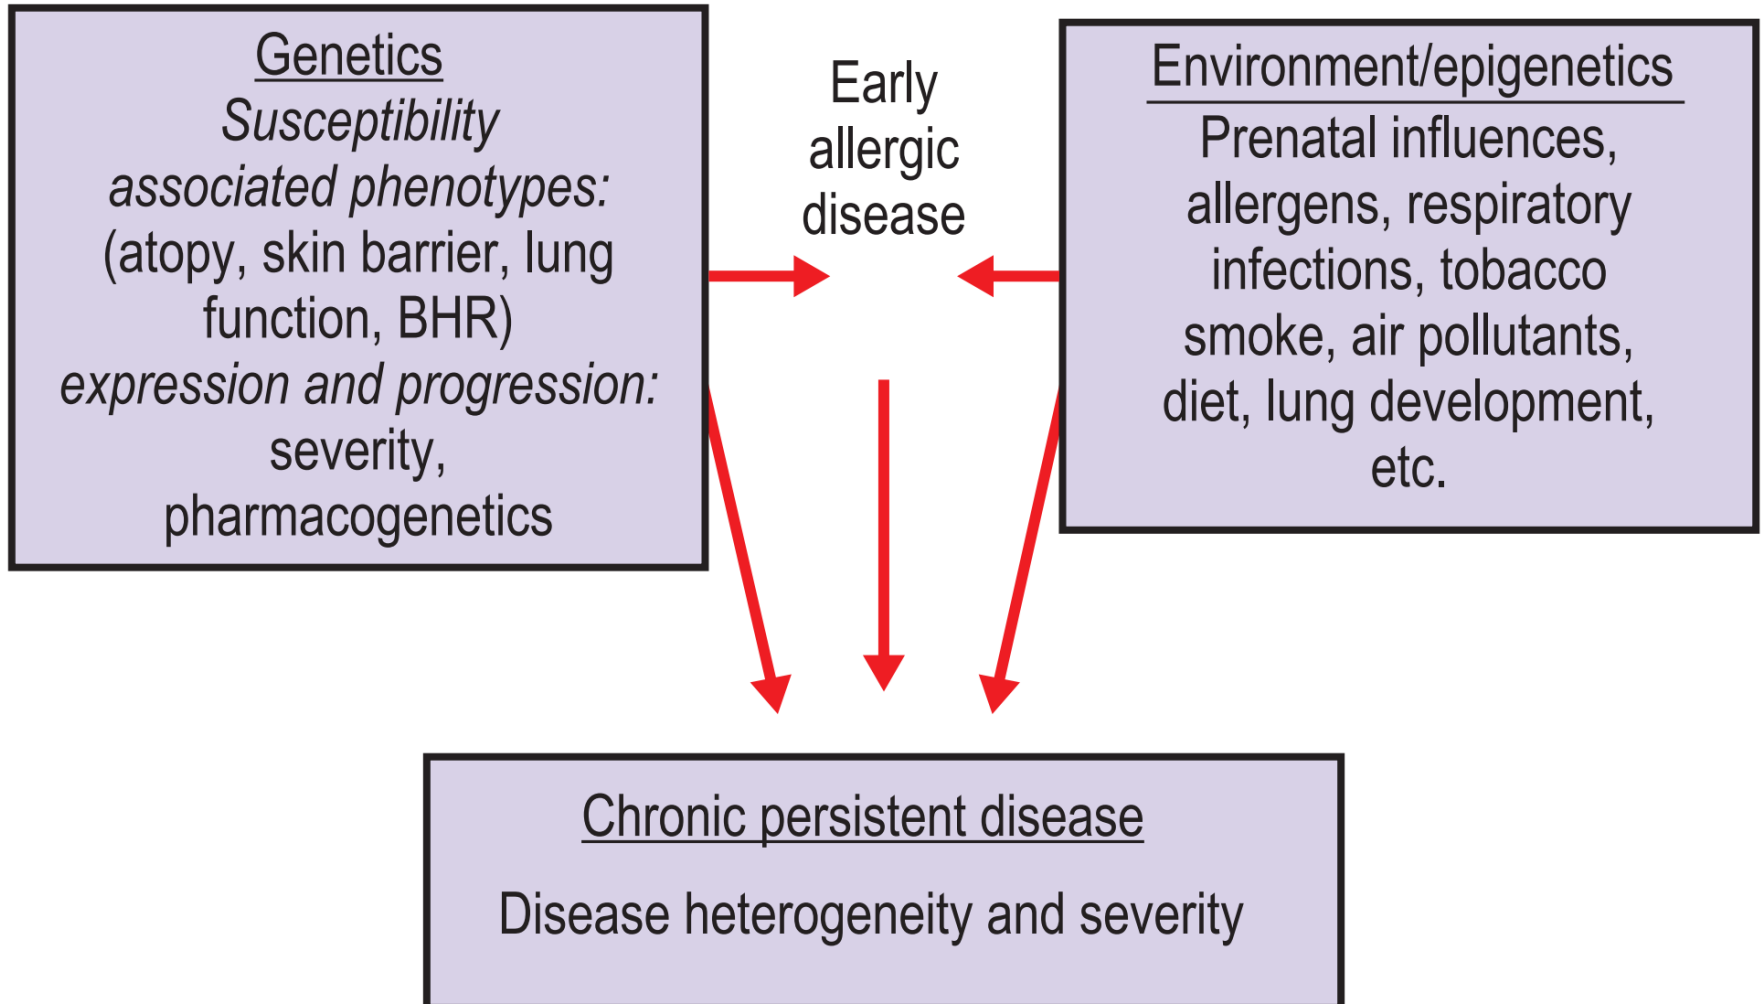 Genetics
Susceptibility
associated phenotypes:
(atopy, skin barrier, lung
function, BHR)
expression and progression:
severity,
pharmacogenetics
Early
allergic
disease
Environment/epigenetics
Prenatal influences,
allergens, respiratory
infections, tobacco
smoke, air pollutants,
diet, lung development,
etc.
Chronic persistent disease
Disease heterogeneity and severity